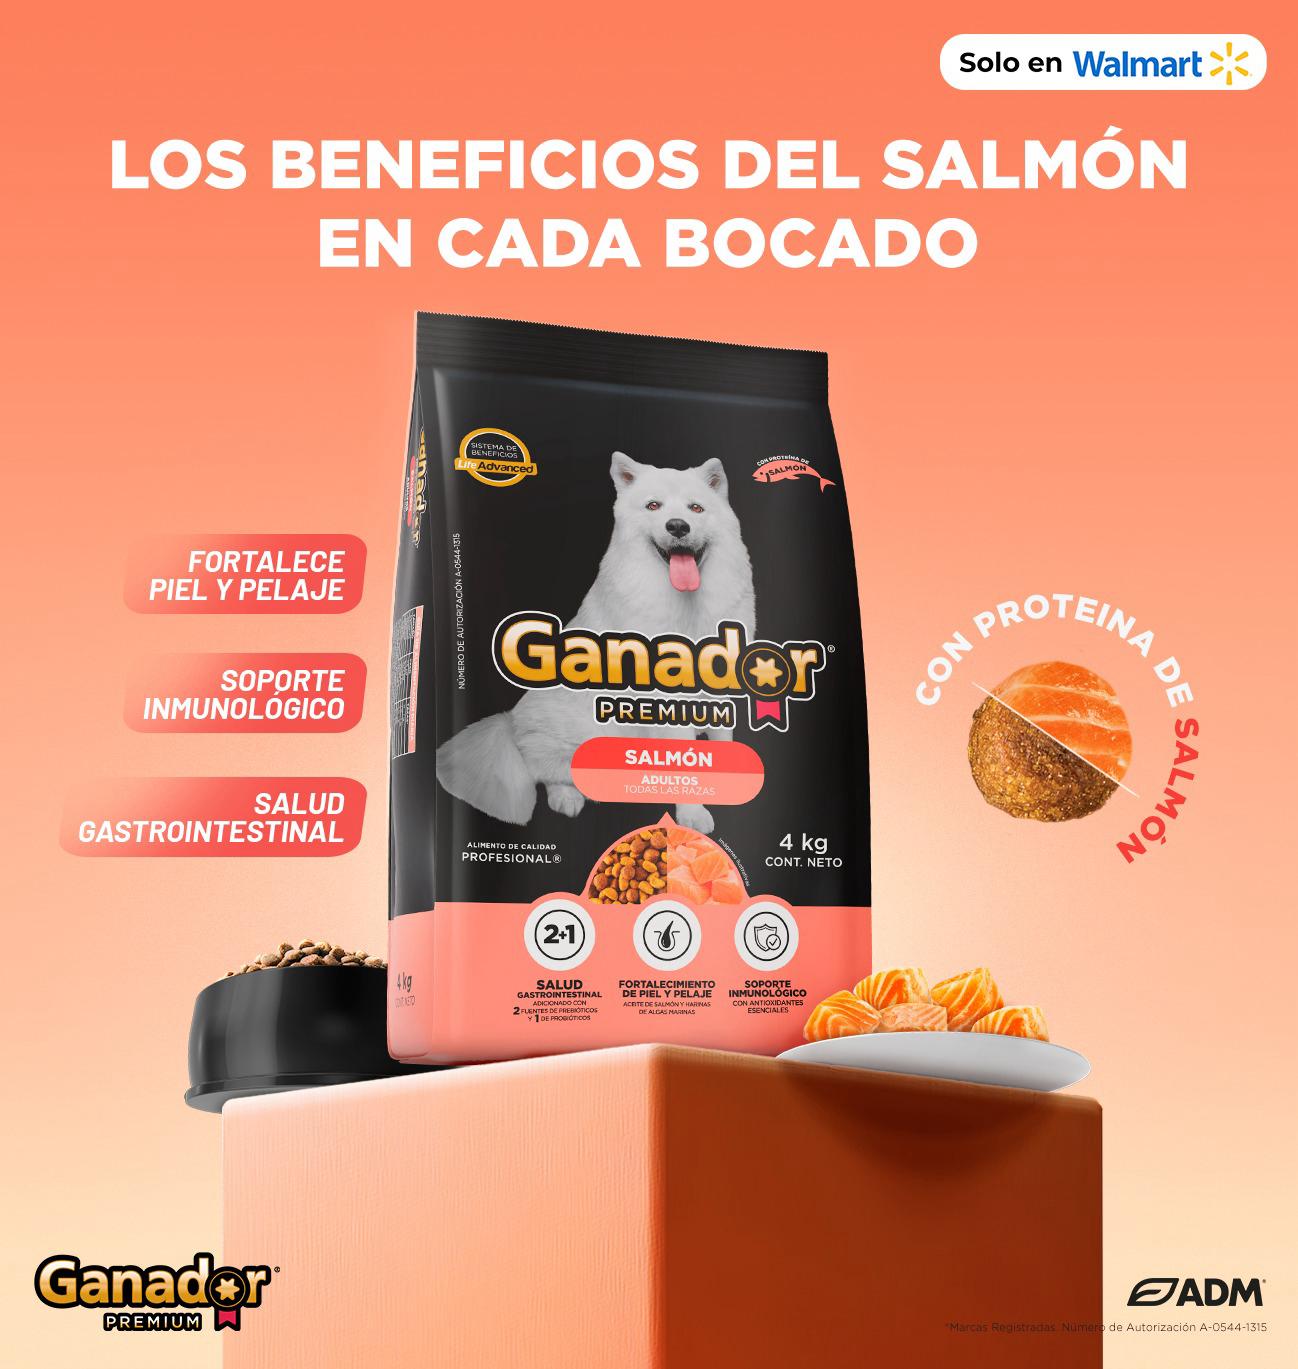 Solo en Walmart
LOS BENEFICIOS DEL SALMÓN
EN CADA BOCADO
SISTEMA DE
BENEFICIOS
LifeAdvanced
CON PROTEÍNA DE
SALMÓN
NÚMERO DE AUTORIZACIÓN A-0544-1315
FORTALECE
PIEL Y PELAJE
SOPORTE
INMUNOLÓGICO
SALUD
GASTROINTESTINAL
Ganador®
PREMIUM
SALMÓN
ADULTOS
TODAS LAS RAZAS
CON PROTEINA DE SALMÓN
ALIMENTO DE CALIDAD
PROFESIONAL®
Imágenes ilustrativas
4 kg
CONT. NETO
2+1
SALUD
GASTROINTESTINAL
ADICIONADO CON
2 FUENTES DE PREBIÓTICOS
Y 1 DE PROBIÓTICOS
FORTALECIMIENTO
DE PIEL Y PELAJE
ACEITE DE SALMÓN Y HARINAS
DE ALGAS MARINAS
SOPORTE
INMUNOLÓGICO
CON ANTIOXIDANTES
ESENCIALES
4 kg
CONT. NETO
Ganador®
PREMIUM
ADM®
*Marcas Registradas. Número de Autorización A-0544-1315